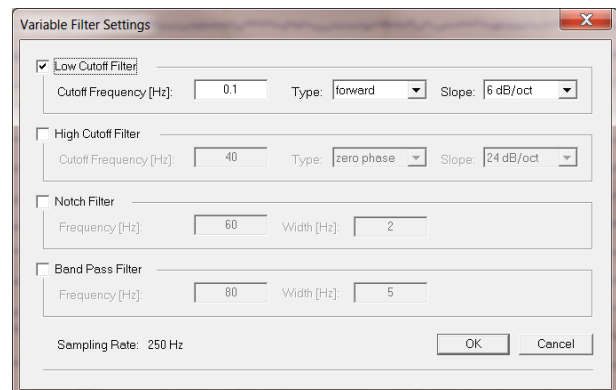 Variable Filter Settings
Low Cutoff Filter
Cutoff Frequency [Hz]: 0.1 Type: forward Slope: 6 dB/oct
High Cutoff Filter
Cutoff Frequency [Hz]: 40 Type: zero phase Slope: 24 dB/oct
Notch Filter
Frequency [Hz]: 60 Width [Hz]: 2
Band Pass Filter
Frequency [Hz]: 80 Width [Hz]: 5
Sampling Rate: 250 Hz OK Cancel